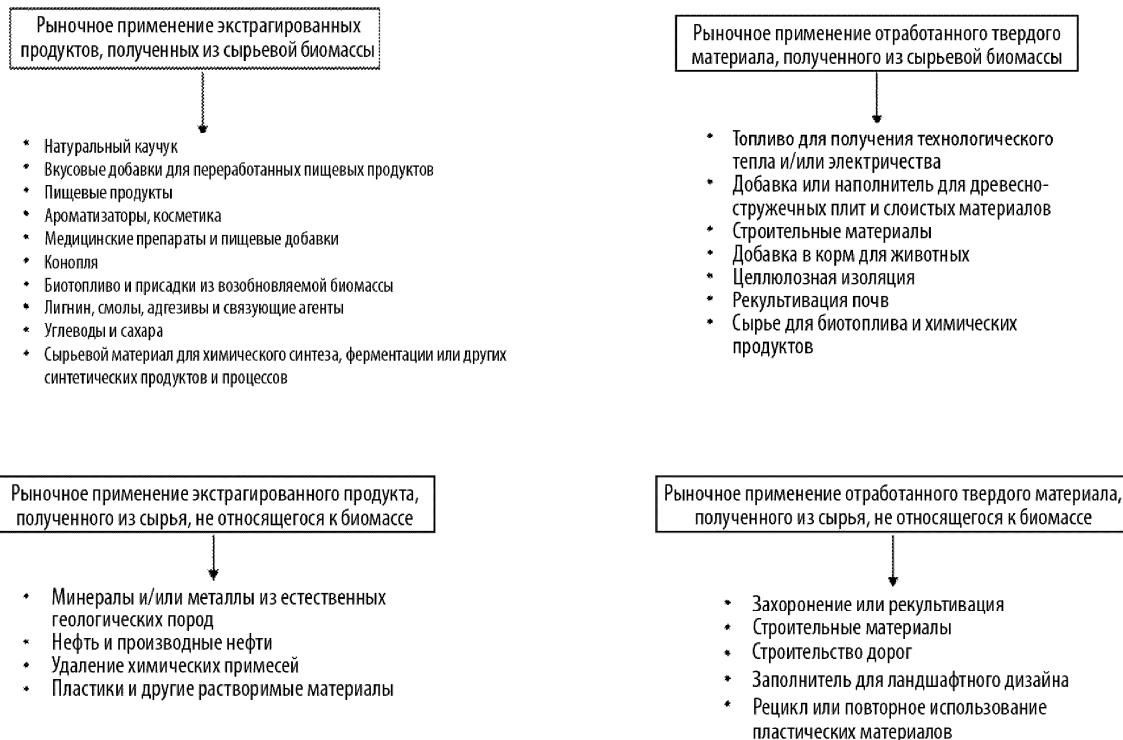 Рыночное применение экстрагированных
продуктов, полученных из сырьевой биомассы
* Натуральный каучук
* Вкусовые добавки для переработанных пищевых продуктов
* Пищевые продукты
* Ароматизаторы, косметика
* Медицинские препараты и пищевые добавки
* Конопля
* Биотопливо и присадки из возобновляемой биомассы
* Лигнин, смолы, адгезивы и связующие агенты
* Углеводы и сахара
* Сырьевой материал для химического синтеза, ферментации или других
синтетических продуктов и процессов
Рыночное применение отработанного твердого
материала, полученного из сырьевой биомассы
* Топливо для получения технологического
тепла и/или электричества
* Добавка или наполнитель для древесно-
стружечных плит и слоистых материалов
* Строительные материалы
* Добавка в корм для животных
* Целлюлозная изоляция
* Рекультивация почв
* Сырье для биотоплива и химических
продуктов
Рыночное применение экстрагированного продукта,
полученного из сырья, не относящегося к биомассе
* Минералы и/или металлы из естественных
геологических пород
* Нефть и производные нефти
* Удаление химических примесей
* Пластики и другие растворимые материалы
Рыночное применение отработанного твердого материала,
полученного из сырья, не относящегося к биомассе
* Захоронение или рекультивация
* Строительные материалы
* Строительство дорог
* Заполнитель для ландшафтного дизайна
* Рецикл или повторное использование
пластических материалов